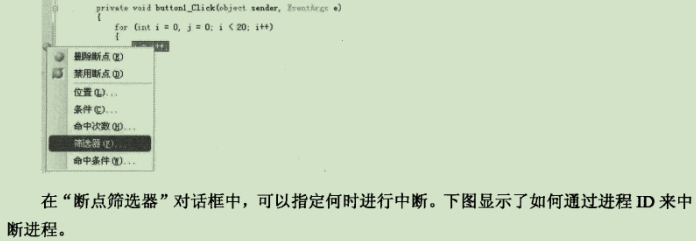 private void button1_Click(object sender, EventArgs e)
{
for (int i = 0, j = 0; i < 20; i++)
{
删除断点(E)
禁用断点(D)
位置(L)...
条件(C)...
命中次数(H)...
筛选器(F)...
命中条件(W)...
在“断点筛选器”对话框中，可以指定何时进行中断。下图显示了如何通过进程 ID 来中
断进程。